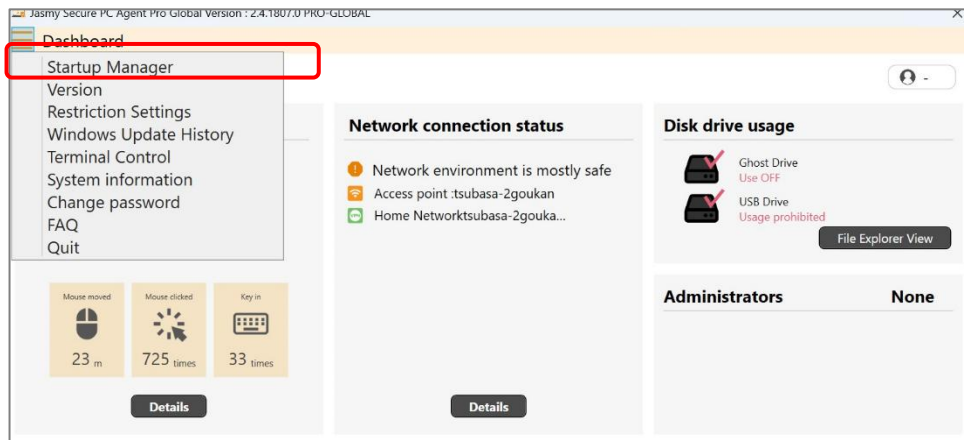 Jasmy Secure PC Agent Pro Global Version : 2.4.1807.0 PRO-GLOBAL
Dashboard
Startup Manager
Version
Restriction Settings
Windows Update History
Terminal Control
System information
Change password
FAQ
Quit
-
Mouse moved
23 m
Mouse clicked
725 times
Key in
33 times
Details
Network connection status
Network environment is mostly safe
Access point :tsubasa-2goukan
Home Networktsubasa-2gouka...
Details
Disk drive usage
Ghost Drive
Use OFF
USB Drive
Usage prohibited
File Explorer View
Administrators None